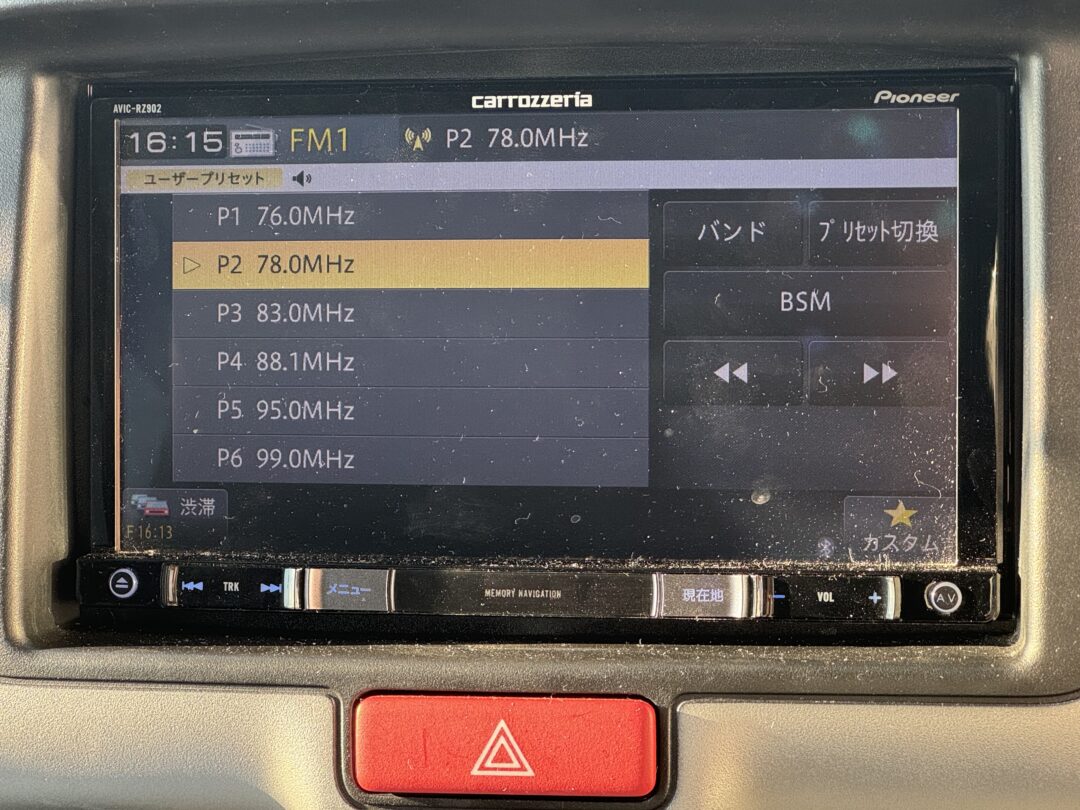 AVIC-RZ902 carrozzeria Pioneer
16:15 FM1 P2 78.0MHz
ユーザープリセット
P1 76.0MHz
P2 78.0MHz
P3 83.0MHz
P4 88.1MHz
P5 95.0MHz
P6 99.0MHz
バンド プリセット切換
BSM
渋滞
F 16:13
カスタム
TRK メニュー MEMORY NAVIGATION 現在地 − VOL + AV